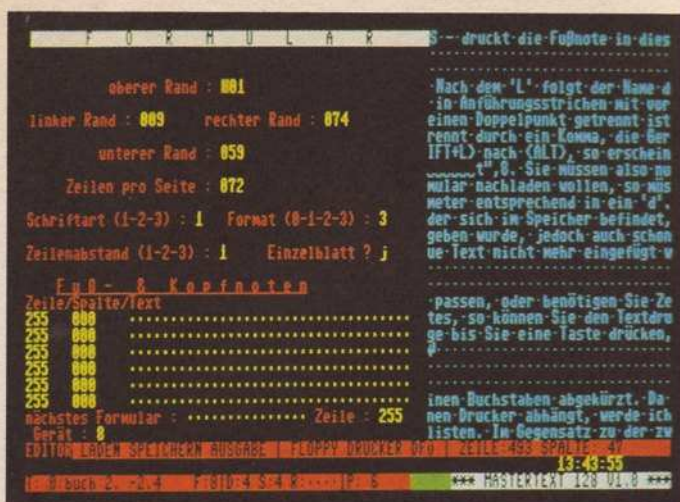 F O R M U L A R
oberer Rand : 001
linker Rand : 009 rechter Rand : 074
unterer Rand : 059
Zeilen pro Seite : 072
Schriftart (1-2-3) : 1 Format (0-1-2-3) : 3
Zeilenabstand (1-2-3) : 1 Einzelblatt ? j
F u ß - & K o p f n o t e n
Zeile/Spalte/Text
255 000
255 000
255 000
255 000
255 000
255 000
nächstes Formular : Zeile : 255
Gerät : 8
S - druckt die Fußnote in dies
Nach dem 'L' folgt der Name d
in Anführungsstrichen mit vor
einen Doppelpunkt getrennt ist
rennt durch ein Komma, die Ger
IFT+L) nach (ALT), so erschein
t",8. Sie müssen also nu
mular nachladen wollen, so müs
meter entsprechend in ein 'd'.
der sich im Speicher befindet,
geben wurde, jedoch auch schon
ue Text nicht mehr eingefügt w
passen, oder benötigen Sie Ze
tes, so können Sie den Textdru
ge bis Sie eine Taste drücken,
#
inen Buchstaben abgekürzt. Da
nen Drucker abhängt, werde ich
listen. Im Gegensatz zu der zw
EDITOR LADEN SPEICHERN AUSGABE | FLOPPY DRUCKER DFÜ | ZEILE:493 SPALTE: 47
13:43:55
F:8|D:4 S:4 R: |P: 6 *** MASTERTEXT 128 V1.0 ***